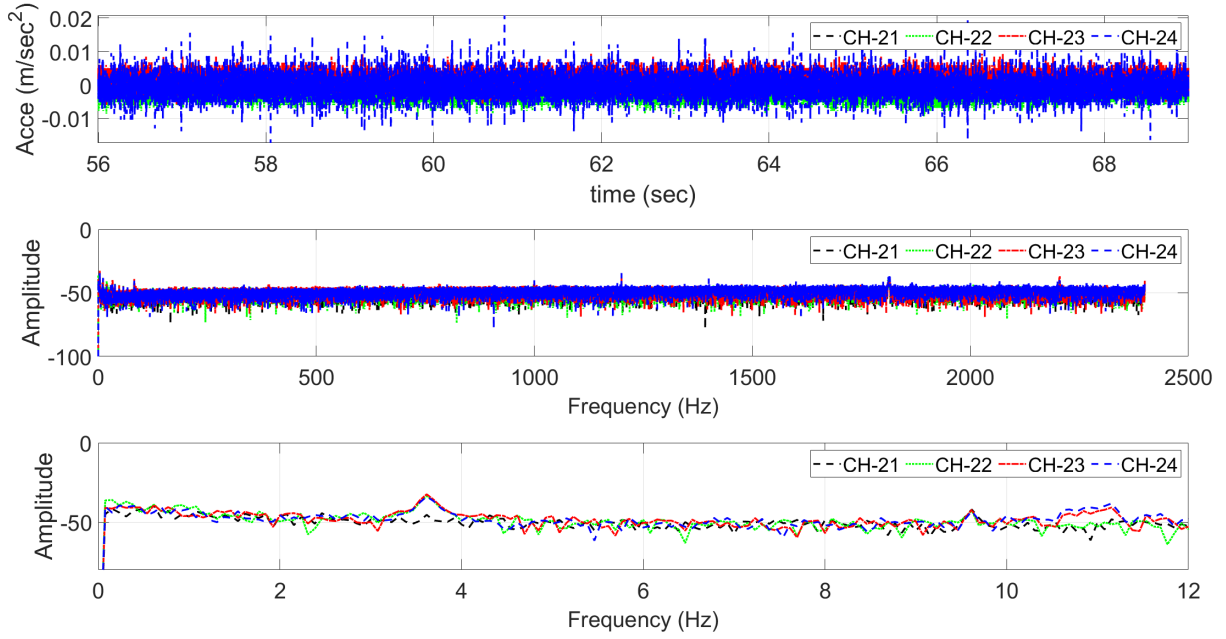 0.02
0.01
0
-0.01
Acce (m/sec²)
CH-21 CH-22 CH-23 CH-24
56 58 60 62 64 66 68
time (sec)
0
-50
-100
Amplitude
CH-21 CH-22 CH-23 CH-24
0 500 1000 1500 2000 2500
Frequency (Hz)
0
-50
Amplitude
CH-21 CH-22 CH-23 CH-24
0 2 4 6 8 10 12
Frequency (Hz)